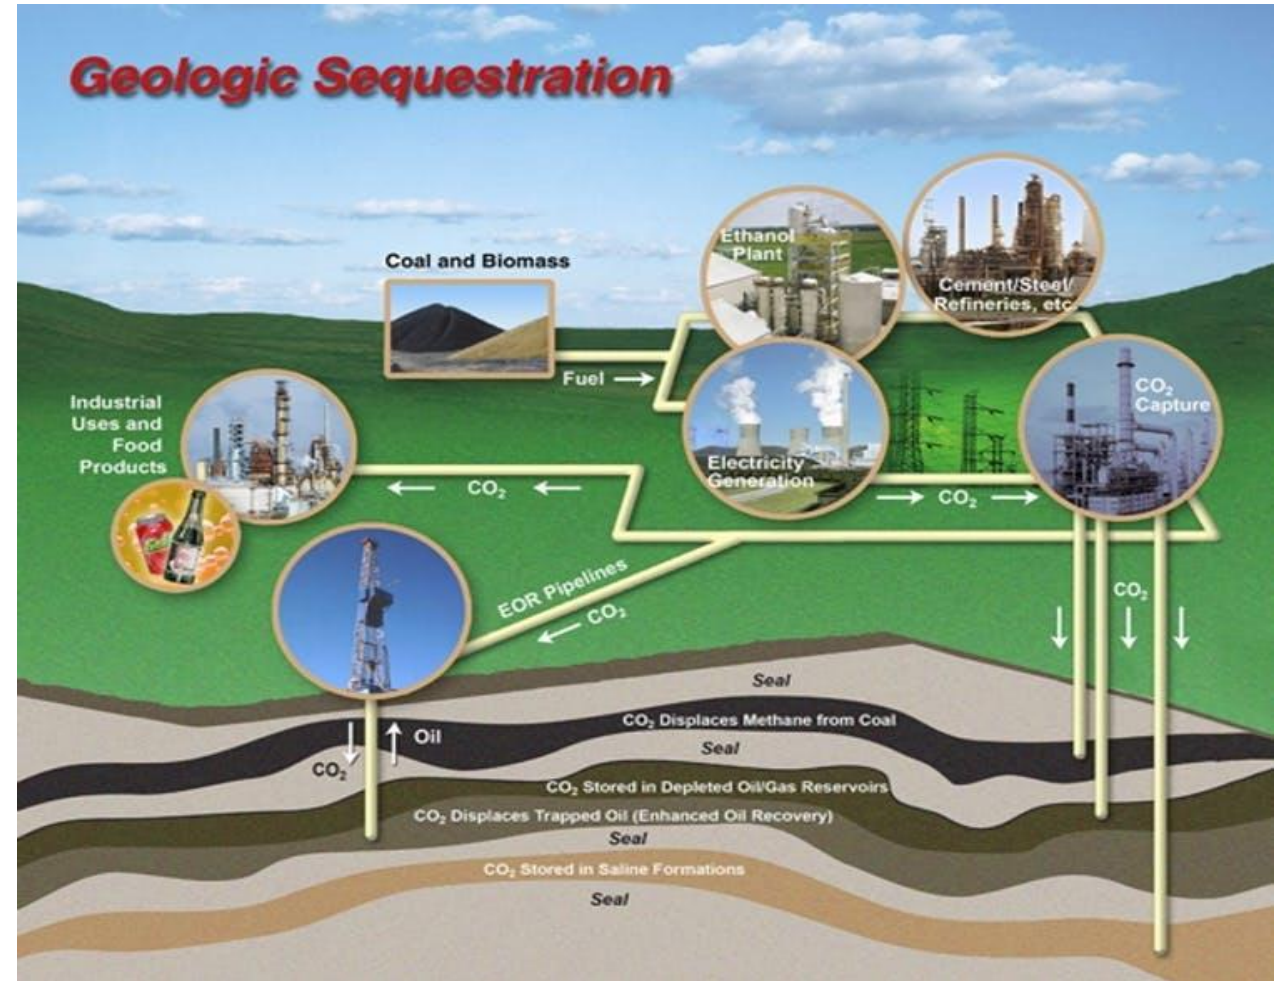 Geologic Sequestration
Coal and Biomass
Fuel
Ethanol
Plant
Cement/Steel/
Refineries, etc.
Electricity
Generation
CO₂
Capture
CO₂
Industrial
Uses and
Food
Products
CO₂
EOR Pipelines
CO₂
CO₂
Seal
CO₂ Displaces Methane from Coal
Oil
CO₂
Seal
CO₂ Stored in Depleted Oil/Gas Reservoirs
CO₂ Displaces Trapped Oil (Enhanced Oil Recovery)
Seal
CO₂ Stored in Saline Formations
Seal